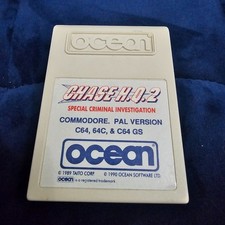 ocean
CHASE H.Q.2
SPECIAL CRIMINAL INVESTIGATION
COMMODORE. PAL VERSION
C64, 64C, & C64 GS
ocean
© 1989 TAITO CORP © 1990 OCEAN SOFTWARE LTD.
ocean is a registered trademark